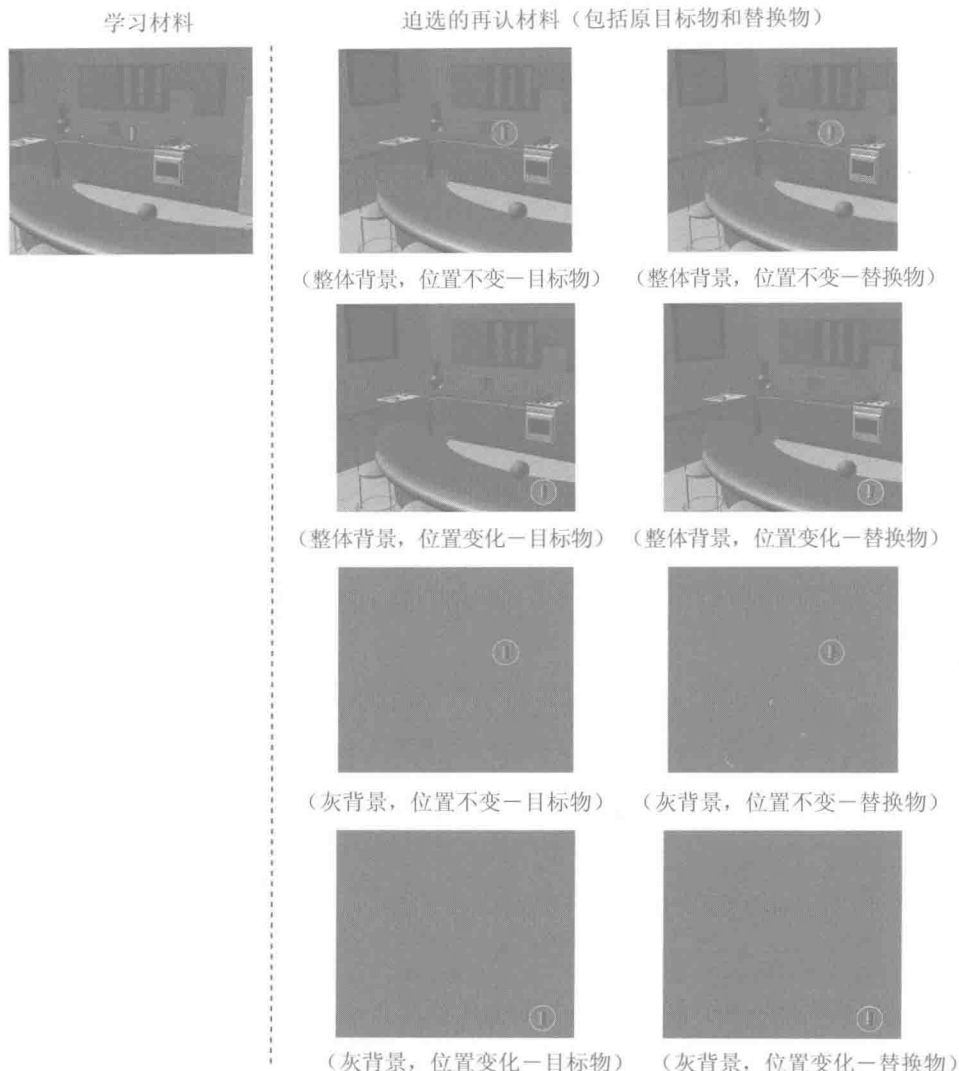 学习材料
迫选的再认材料（包括原目标物和替换物）
（整体背景，位置不变－目标物）
（整体背景，位置不变－替换物）
（整体背景，位置变化－目标物）
（整体背景，位置变化－替换物）
（灰背景，位置不变－目标物）
（灰背景，位置不变－替换物）
（灰背景，位置变化－目标物）
（灰背景，位置变化－替换物）